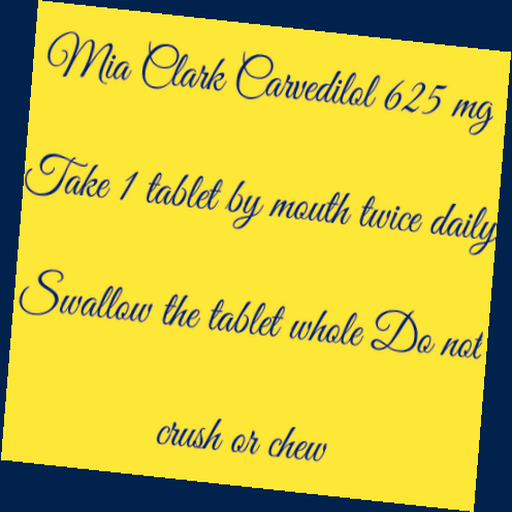 Mia Clark Carvedilol 625 mg
Take 1 tablet by mouth twice daily
Swallow the tablet whole Do not
crush or chew